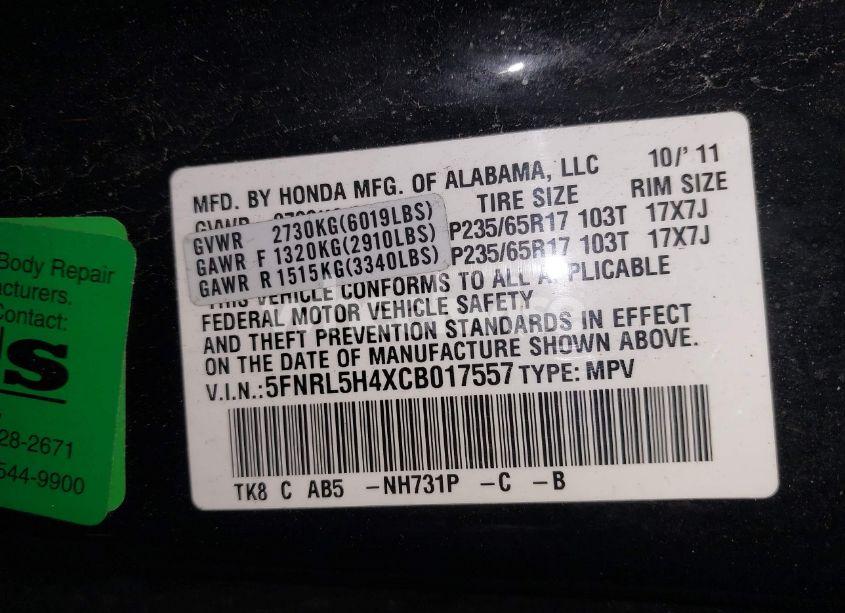 MFD. BY HONDA MFG. OF ALABAMA, LLC 10/'11
TIRE SIZE RIM SIZE
GVWR 2730KG(6019LBS)
GAWR F 1320KG(2910LBS) P235/65R17 103T 17X7J
GAWR R 1515KG(3340LBS) P235/65R17 103T 17X7J
THIS VEHICLE CONFORMS TO ALL APPLICABLE
FEDERAL MOTOR VEHICLE SAFETY
AND THEFT PREVENTION STANDARDS IN EFFECT
ON THE DATE OF MANUFACTURE SHOWN ABOVE.
V.I.N.:5FNRL5H4XCB017557 TYPE: MPV
TK8 C AB5 -NH731P -C -B
Body Repair
Contact:
s
28-2671
544-9900